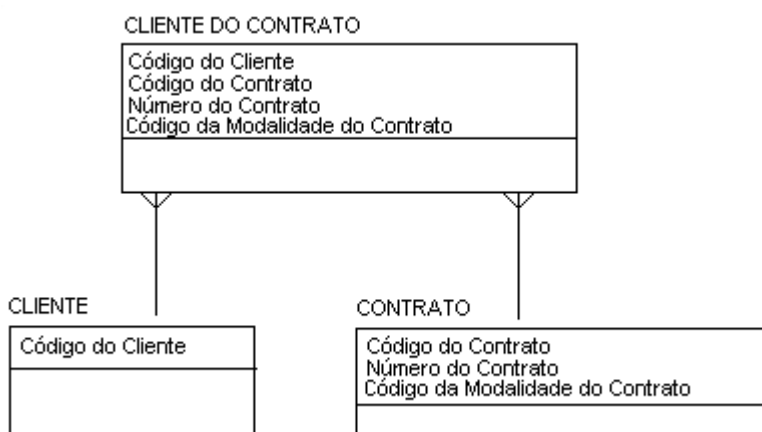 CLIENTE DO CONTRATO
Código do Cliente
Código do Contrato
Número do Contrato
Código da Modalidade do Contrato
CLIENTE
Código do Cliente
CONTRATO
Código do Contrato
Número do Contrato
Código da Modalidade do Contrato